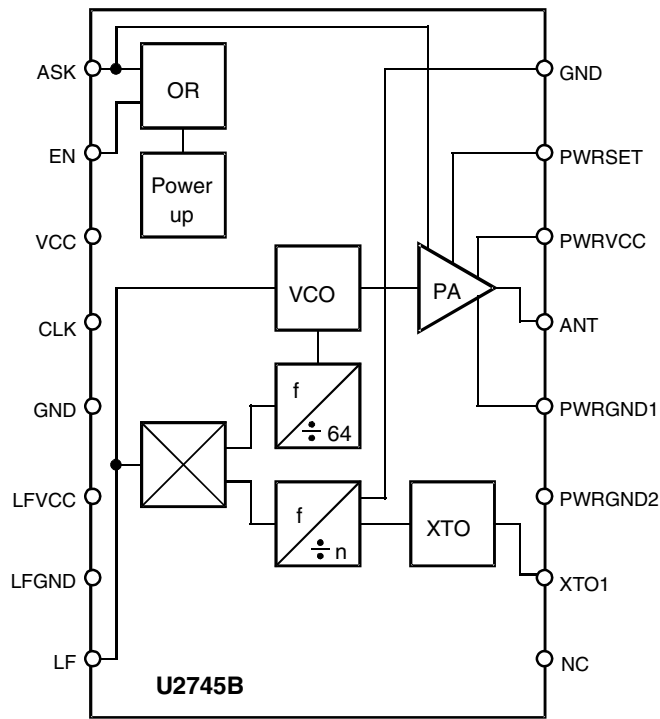 ASK
GND
OR
EN
PWRSET
Power
up
VCC
PWRVCC
VCO
PA
CLK
ANT
f
÷ 64
GND
PWRGND1
LFVCC
PWRGND2
f
÷ n
XTO
LFGND
XTO1
LF
NC
U2745B